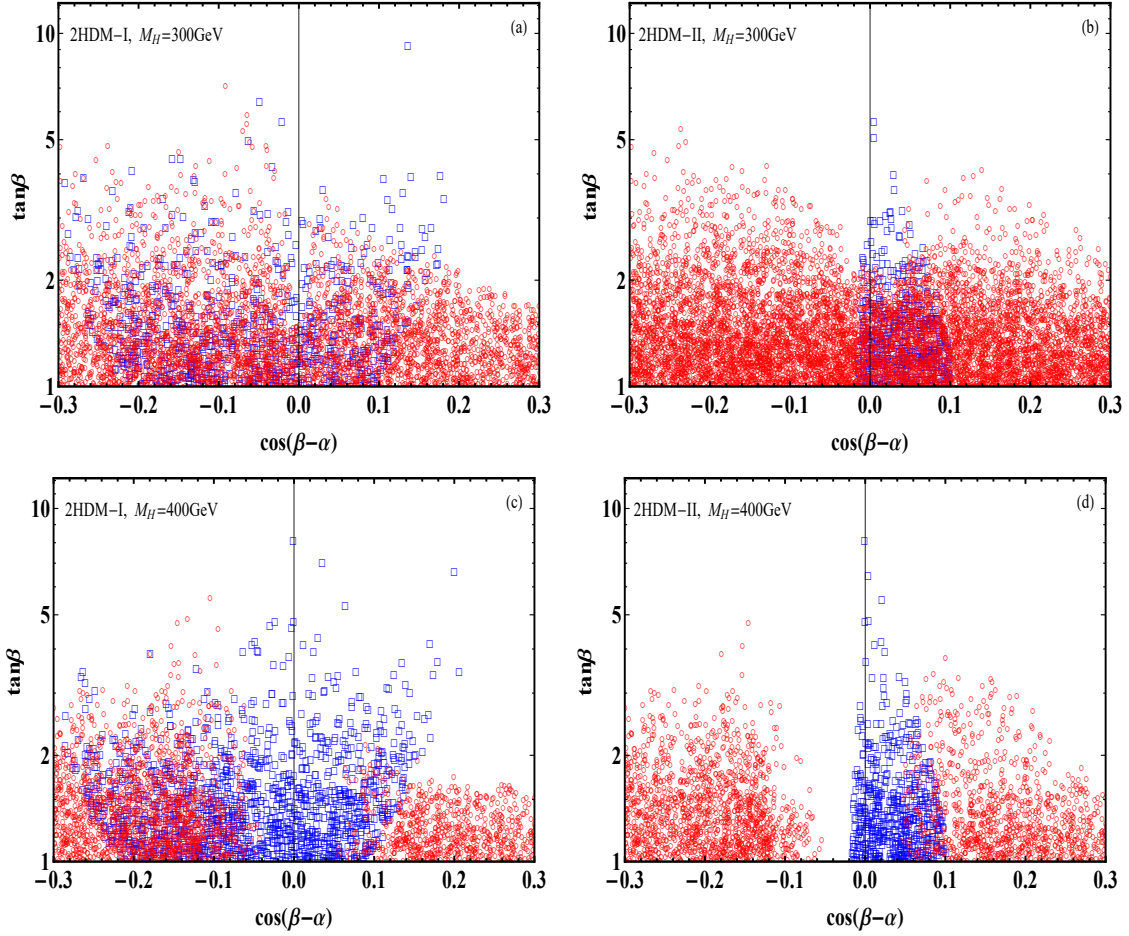 2HDM-I, M_H=300GeV (a)
10
5
2
1
tanβ
−0.3 −0.2 −0.1 0.0 0.1 0.2 0.3
cos(β−α)
2HDM-II, M_H=300GeV (b)
10
5
2
1
tanβ
−0.3 −0.2 −0.1 0.0 0.1 0.2 0.3
cos(β−α)
2HDM-I, M_H=400GeV (c)
10
5
2
1
tanβ
−0.3 −0.2 −0.1 0.0 0.1 0.2 0.3
cos(β−α)
2HDM-II, M_H=400GeV (d)
10
5
2
1
tanβ
−0.3 −0.2 −0.1 0.0 0.1 0.2 0.3
cos(β−α)